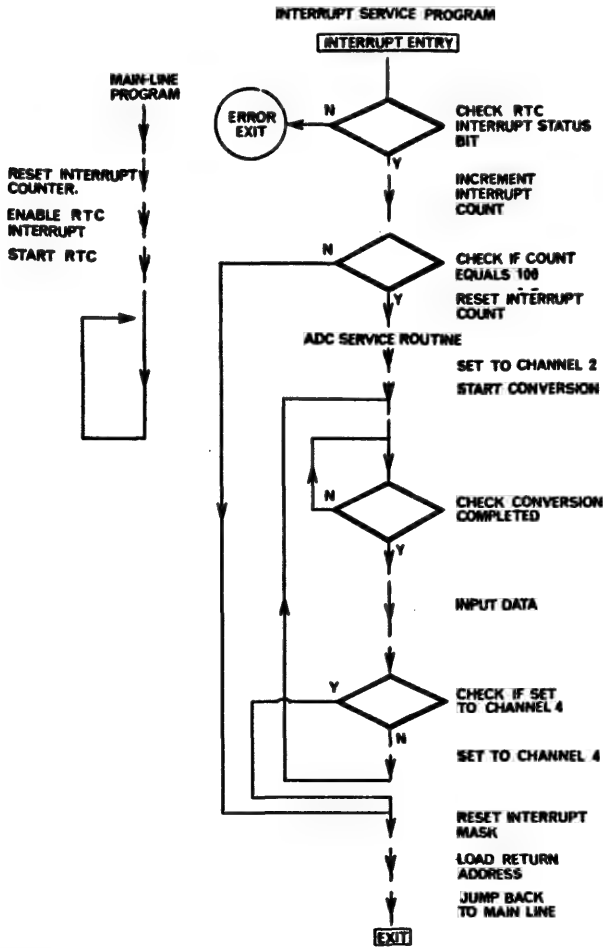 INTERRUPT SERVICE PROGRAM
INTERRUPT ENTRY
MAIN-LINE
PROGRAM
ERROR
EXIT
N
CHECK RTC
INTERRUPT STATUS
BIT
Y
RESET INTERRUPT
COUNTER.
INCREMENT
INTERRUPT
COUNT
ENABLE RTC
INTERRUPT
START RTC
N
CHECK IF COUNT
EQUALS 100
Y
RESET INTERRUPT
COUNT
ADC SERVICE ROUTINE
SET TO CHANNEL 2
START CONVERSION
N
CHECK CONVERSION
COMPLETED
Y
INPUT DATA
Y
CHECK IF SET
TO CHANNEL 4
N
SET TO CHANNEL 4
RESET INTERRUPT
MASK
LOAD RETURN
ADDRESS
JUMP BACK
TO MAIN LINE
EXIT